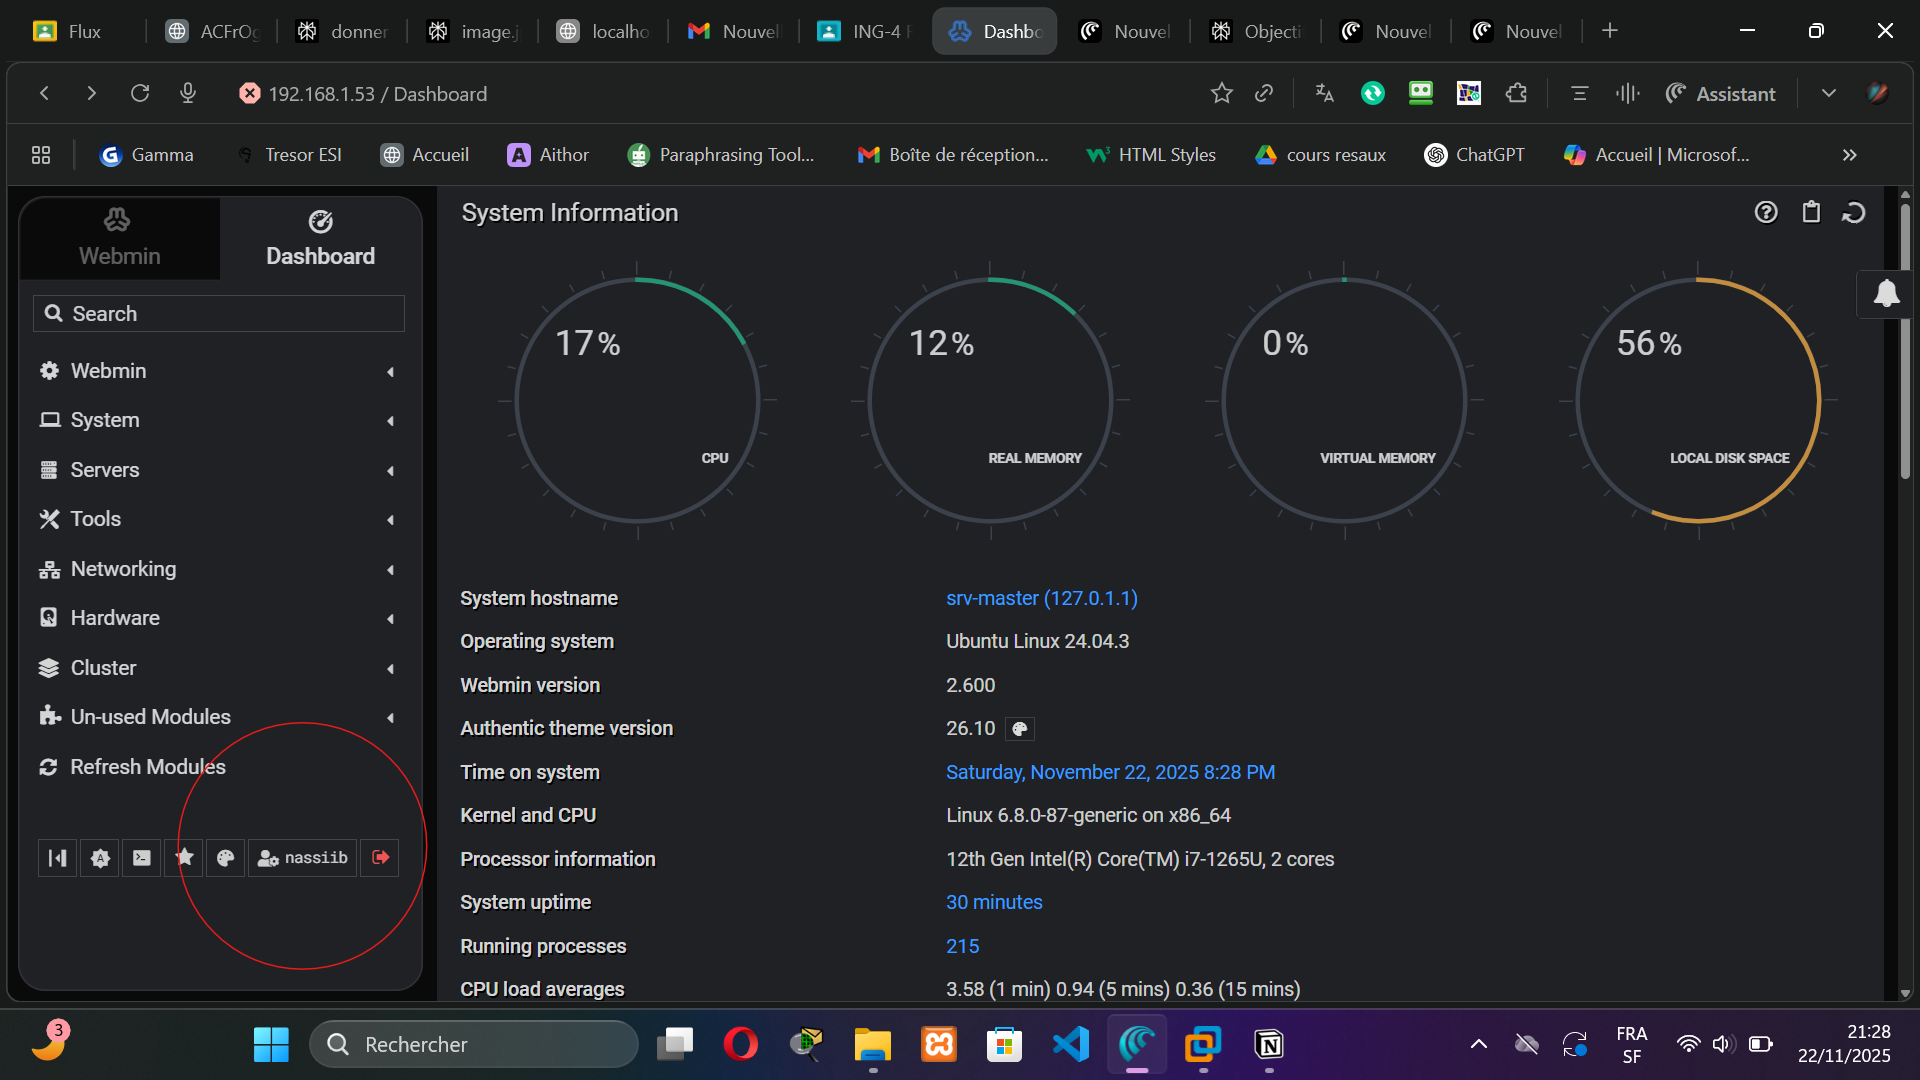 Flux
ACFrOg
donner
image.j
localho
Nouvel
ING-4
Dashbo
Nouvel
Objecti
Nouvel
Nouvel
192.168.1.53 / Dashboard
Assistant
Gamma
Tresor ESI
Accueil
Aithor
Paraphrasing Tool...
Boîte de réception...
HTML Styles
cours resaux
ChatGPT
Accueil | Microsof...
Webmin
Dashboard
Search
Webmin
System
Servers
Tools
Networking
Hardware
Cluster
Un-used Modules
Refresh Modules
nassiib
System Information
17%
CPU
12%
REAL MEMORY
0%
VIRTUAL MEMORY
56%
LOCAL DISK SPACE
System hostname srv-master (127.0.1.1)
Operating system Ubuntu Linux 24.04.3
Webmin version 2.600
Authentic theme version 26.10
Time on system Saturday, November 22, 2025 8:28 PM
Kernel and CPU Linux 6.8.0-87-generic on x86_64
Processor information 12th Gen Intel(R) Core(TM) i7-1265U, 2 cores
System uptime 30 minutes
Running processes 215
CPU load averages 3.58 (1 min) 0.94 (5 mins) 0.36 (15 mins)
3
Rechercher
FRA
SF
21:28
22/11/2025